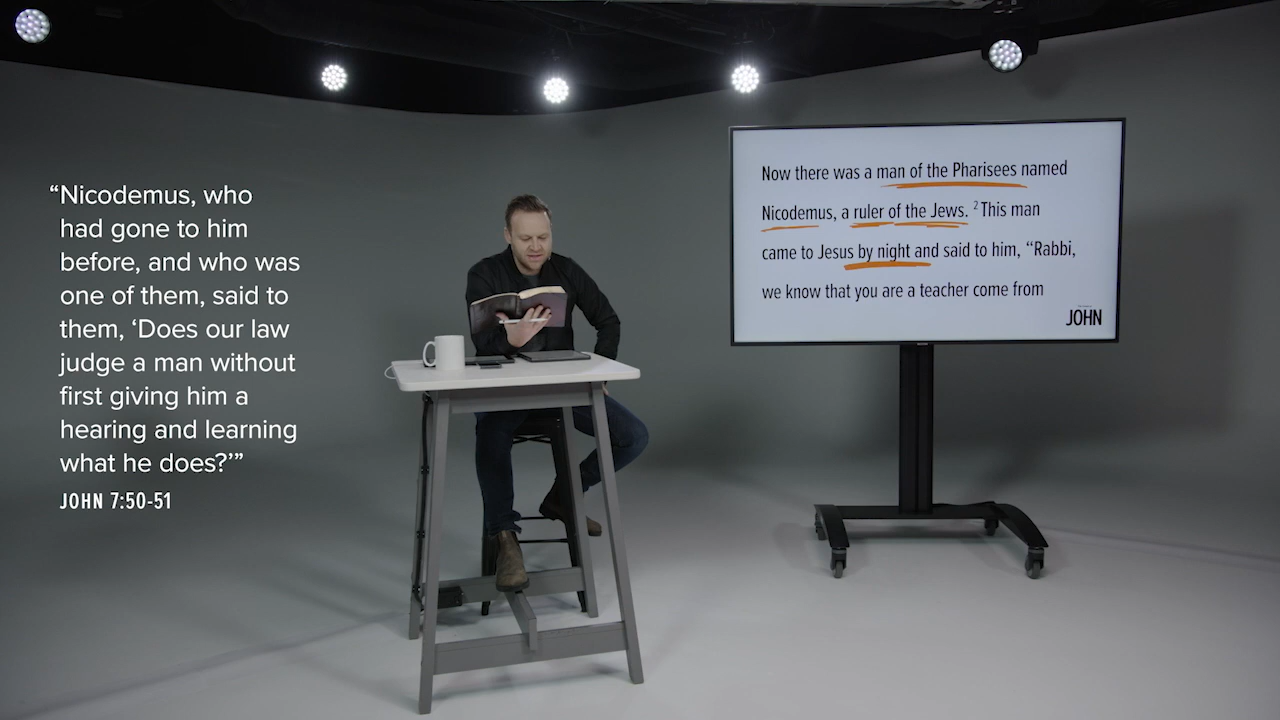 “Nicodemus, who
had gone to him
before, and who was
one of them, said to
them, ‘Does our law
judge a man without
first giving him a
hearing and learning
what he does?’”
JOHN 7:50-51
Now there was a man of the Pharisees named
Nicodemus, a ruler of the Jews. ²This man
came to Jesus by night and said to him, “Rabbi,
we know that you are a teacher come from
JOHN